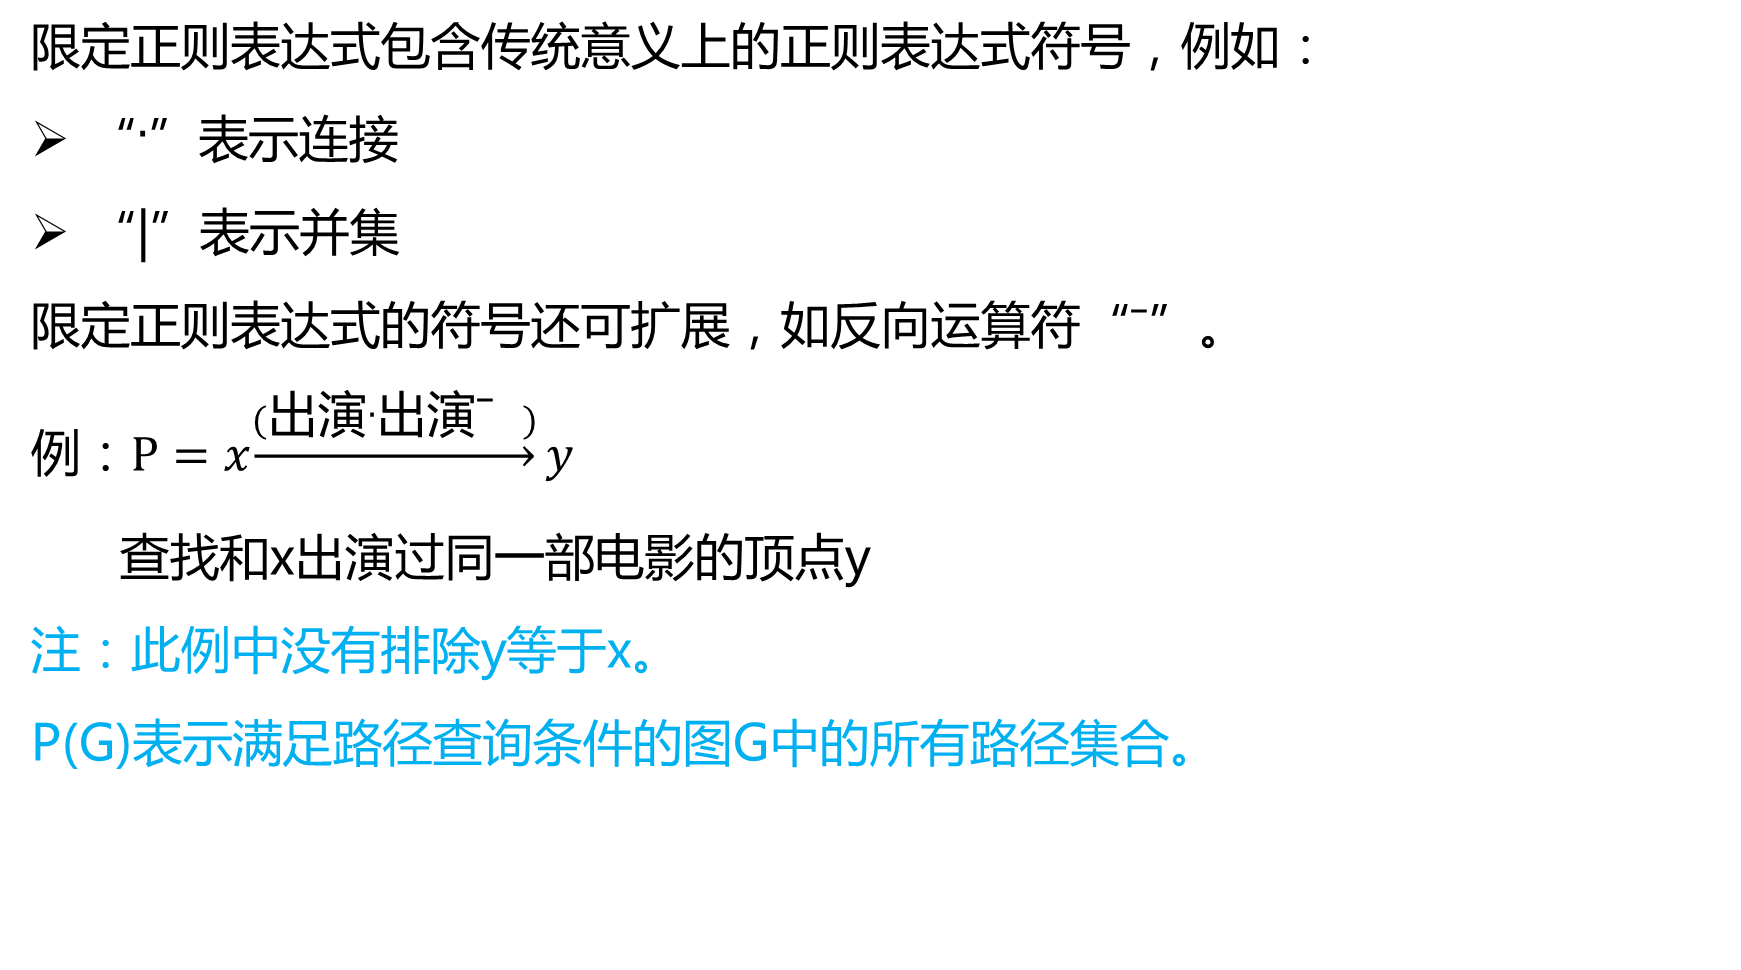 限定正则表达式包含传统意义上的正则表达式符号，例如：
➢ “·”表示连接
➢ “|”表示并集
限定正则表达式的符号还可扩展，如反向运算符“⁻”。
(出演·出演⁻ )
例：P = x⟶y
查找和x出演过同一部电影的顶点y
注：此例中没有排除y等于x。
P(G)表示满足路径查询条件的图G中的所有路径集合。